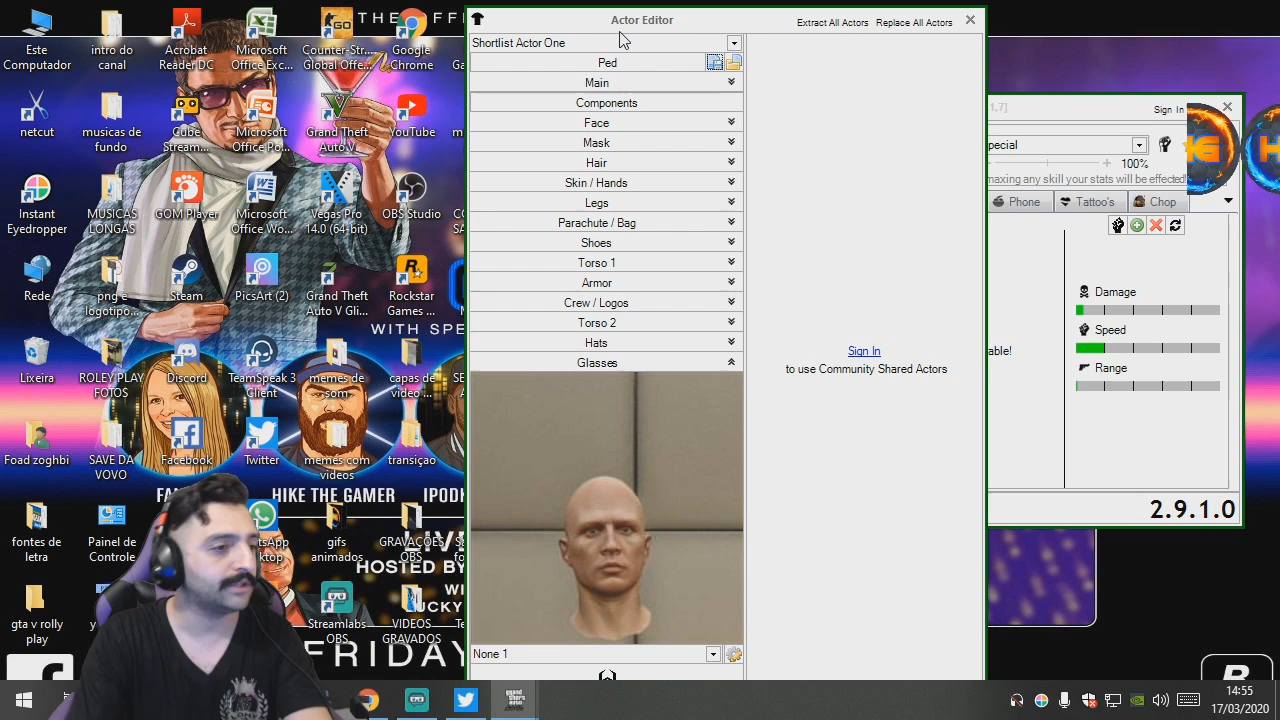 THE OFF
Este Computador
intro do canal
Acrobat Reader DC
Microsoft Office Exc...
Counter-Str... Global Offe...
Google Chrome
netcut
musicas de fundo
Cube Stream...
Microsoft Office Po...
Grand Theft Auto V
YouTube
Instant Eyedropper
MUSICAS LONGAS
GOM Player
Microsoft Office Wo...
Vegas Pro 14.0 (64-bit)
OBS Studio
Rede
png e logotipo...
Steam
PicsArt (2)
Grand Theft Auto V Gli...
Rockstar Games ...
WITH SPE
Lixeira
ROLEY PLAY FOTOS
Discord
TeamSpeak 3 Client
memes de som
capas de video ...
Foad zoghbi
SAVE DA VOVO
Facebook
Twitter
memes com videos
transiçao
HIKE THE GAMER
IPODK
fontes de letra
Painel de Controle
gifs animados
GRAVAÇOES OBS
LIV
HOSTED BY
gta v rolly play
Streamlabs OBS
VIDEOS GRAVADOS
FRIDAY
Actor Editor
Extract All Actors
Replace All Actors
Shortlist Actor One
Ped
Main
Components
Face
Mask
Hair
Skin / Hands
Legs
Parachute / Bag
Shoes
Torso 1
Armor
Crew / Logos
Torso 2
Hats
Glasses
None 1
Sign In
to use Community Shared Actors
1,7]
Sign In
pecial
100%
maxing any skill your stats will be effected
Phone
Tattoo's
Chop
Damage
Speed
able!
Range
2.9.1.0
14:55
17/03/2020